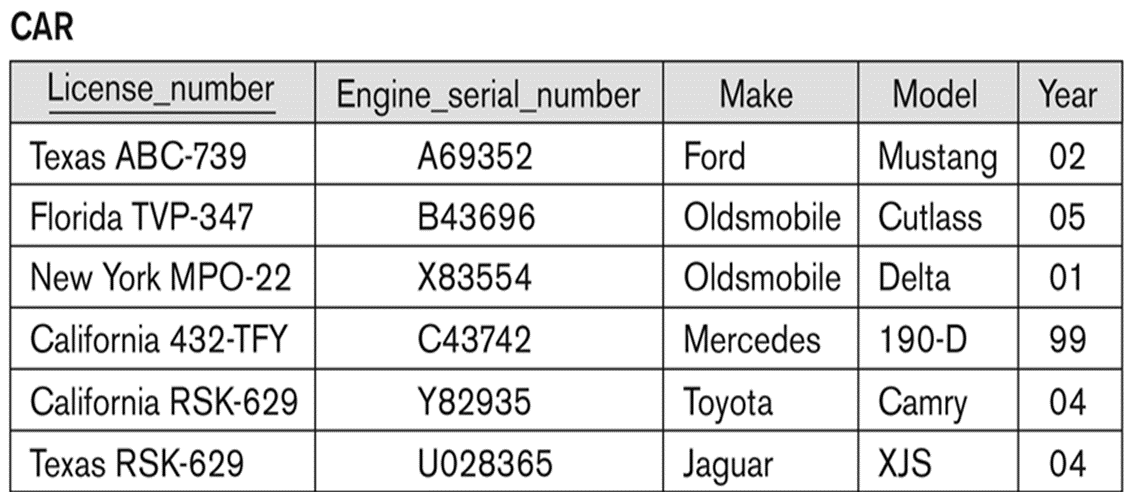 CAR
License_number Engine_serial_number Make Model Year
Texas ABC-739 A69352 Ford Mustang 02
Florida TVP-347 B43696 Oldsmobile Cutlass 05
New York MPO-22 X83554 Oldsmobile Delta 01
California 432-TFY C43742 Mercedes 190-D 99
California RSK-629 Y82935 Toyota Camry 04
Texas RSK-629 U028365 Jaguar XJS 04